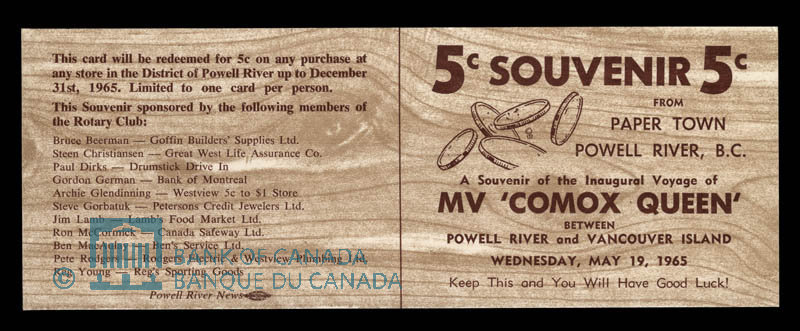 This card will be redeemed for 5c on any purchase at
any store in the District of Powell River up to December
31st, 1965. Limited to one card per person.
This Souvenir sponsored by the following members of
the Rotary Club:
Bruce Beerman — Goffin Builders' Supplies Ltd.
Steen Christiansen — Great West Life Assurance Co.
Paul Dirks — Drumstick Drive In
Gordon German — Bank of Montreal
Archie Glendinning — Westview 5c to $1 Store
Steve Gorbatuk — Petersons Credit Jewelers Ltd.
Jim Lamb — Lamb's Food Market Ltd.
Ron McCormick — Canada Safeway Ltd.
Ben — Ben's Service Ltd.
Pete Rodgers — Rodgers Electric & Westview Plumbing Ltd.
Reg Young — Reg's Sporting Goods
Powell River News
5c SOUVENIR 5c
FROM
PAPER TOWN
POWELL RIVER, B.C.
A Souvenir of the Inaugural Voyage of
MV 'COMOX QUEEN'
BETWEEN
POWELL RIVER and VANCOUVER ISLAND
WEDNESDAY, MAY 19, 1965
Keep This and You Will Have Good Luck!
© BANK OF CANADA
BANQUE DU CANADA